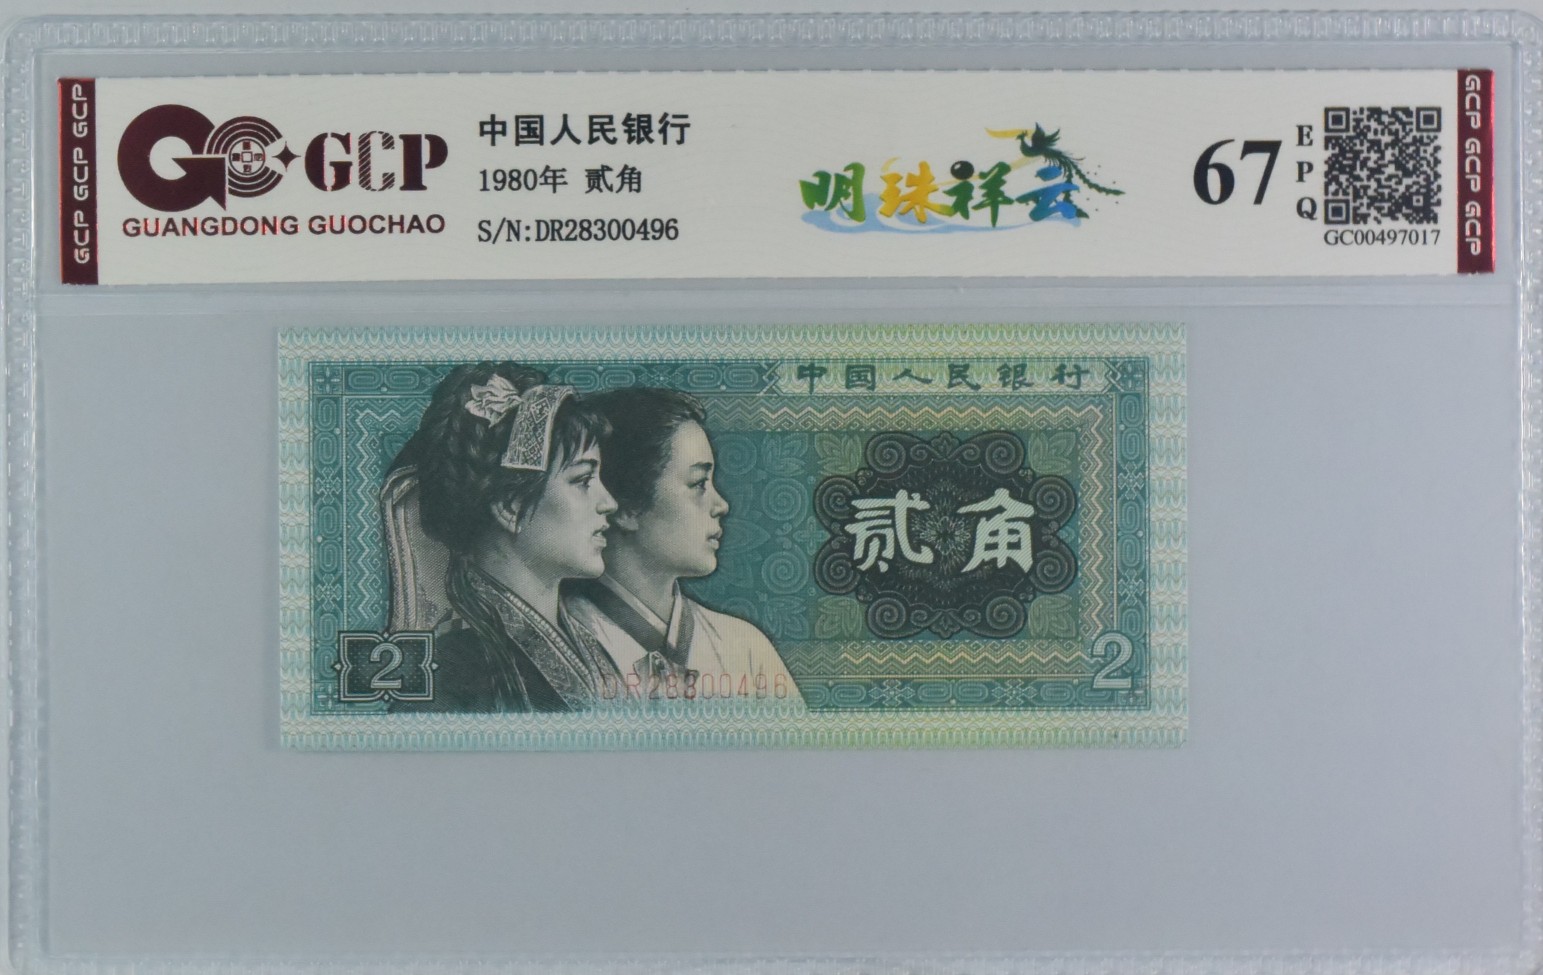 GCP GCP GCP
GCP
GUANGDONG GUOCHAO
中国人民银行
1980年 贰角
S/N:DR28300496
明珠祥云
67
EPQ
GC00497017
GCP GCP GCP
中国人民银行
贰角
2
2
DR28300496